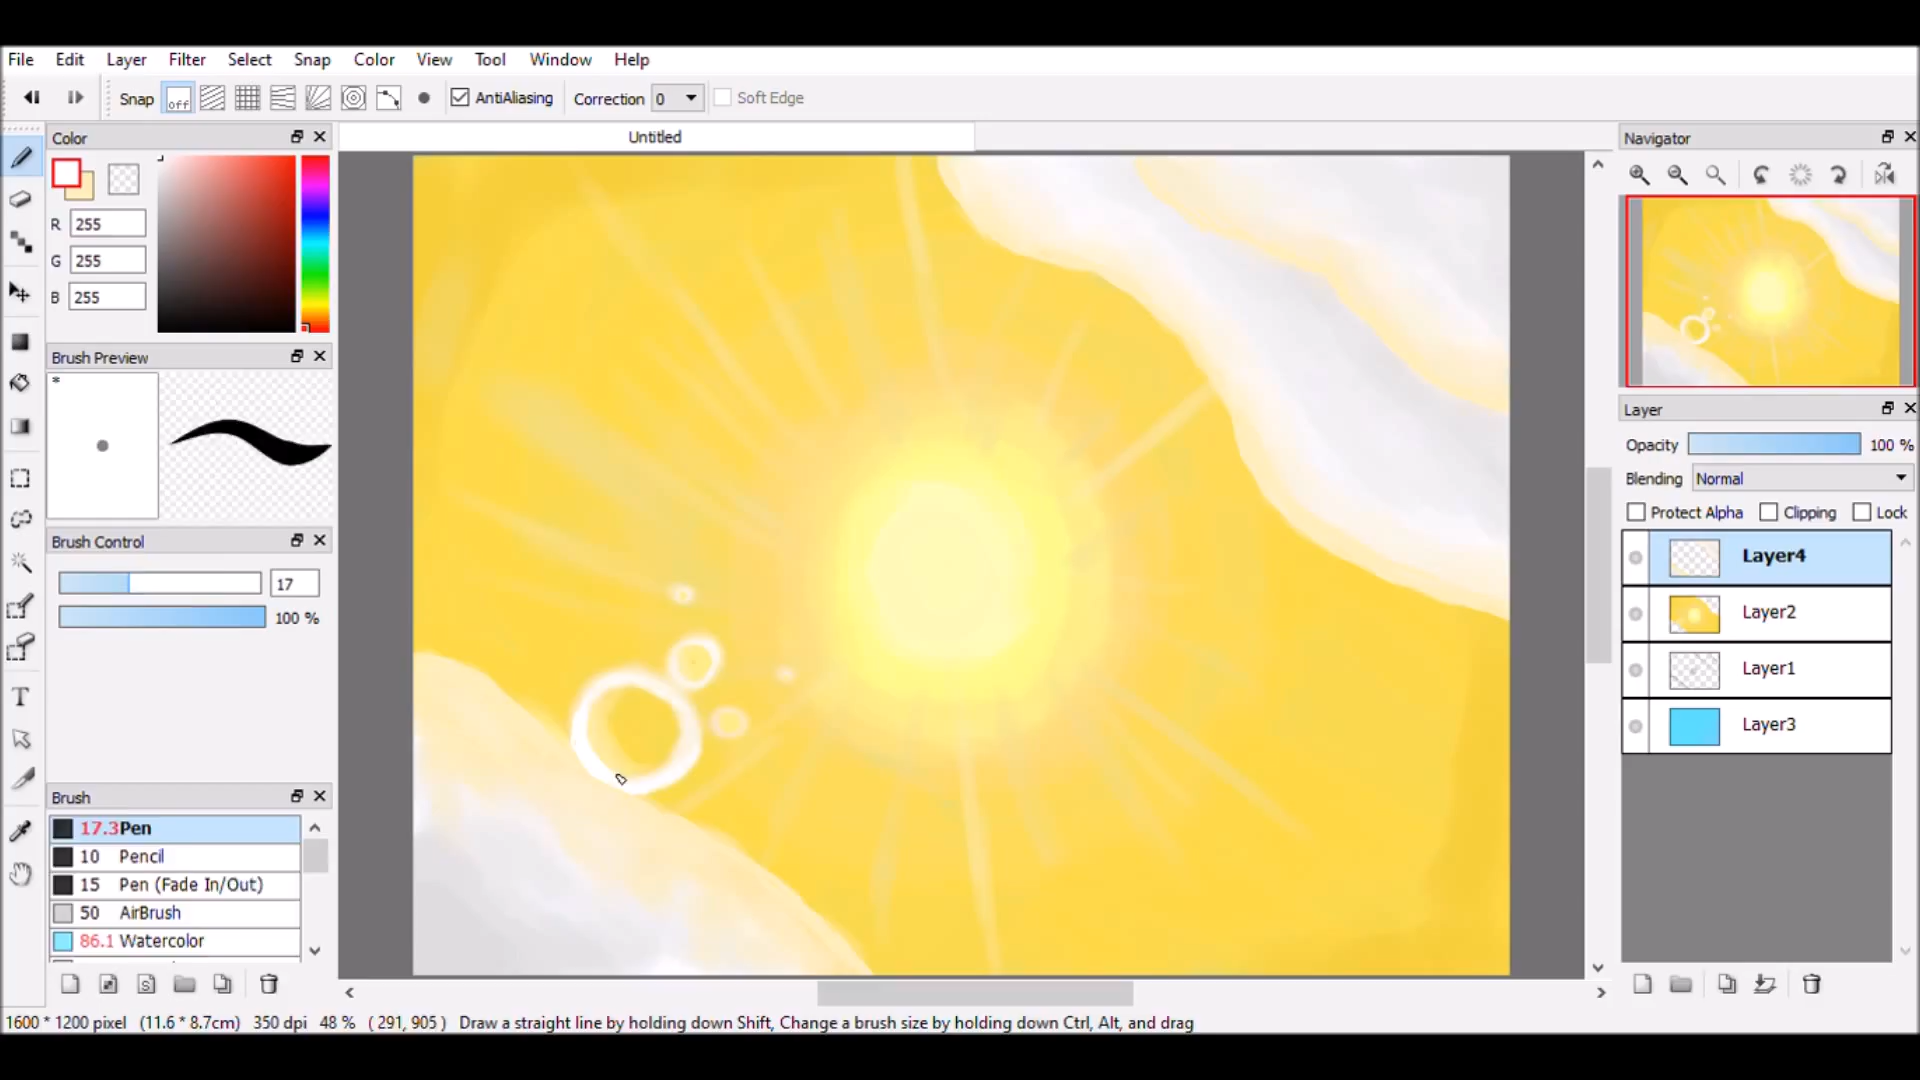 File Edit Layer Filter Select Snap Color View Tool Window Help
Snap off AntiAliasing Correction 0 Soft Edge
Color
Untitled
Navigator
R 255
G 255
B 255
Brush Preview
*
Layer
Opacity 100 %
Blending Normal
Protect Alpha Clipping Lock
Brush Control
17
100 %
Layer4
Layer2
Layer1
Layer3
T
Brush
17.3 Pen
10 Pencil
15 Pen (Fade In/Out)
50 AirBrush
86.1 Watercolor
S
1600 * 1200 pixel (11.6 * 8.7cm) 350 dpi 48 % ( 291, 905 ) Draw a straight line by holding down Shift, Change a brush size by holding down Ctrl, Alt, and drag